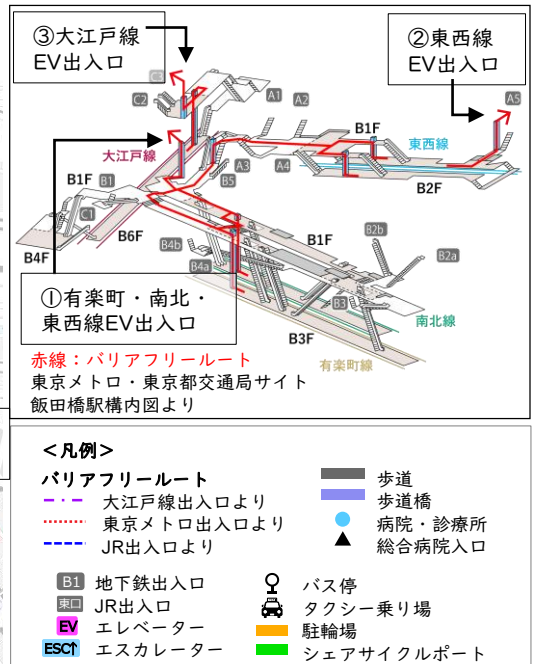 ③大江戸線
EV出入口
②東西線
EV出入口
C3
C2
A1
A2
A5
大江戸線
B1F
東西線
A3
A4
B5
B2F
B1F
B1
C1
B6F
B4F
B1F
B2b
B2a
B4b
B4a
B3
南北線
B3F
有楽町線
①有楽町・南北・
東西線EV出入口
赤線：バリアフリールート
東京メトロ・東京都交通局サイト
飯田橋駅構内図より
＜凡例＞
バリアフリールート
大江戸線出入口より
東京メトロ出入口より
JR出入口より
歩道
歩道橋
病院・診療所
総合病院入口
B1 地下鉄出入口
東口 JR出入口
EV エレベーター
ESC↑ エスカレーター
バス停
タクシー乗り場
駐輪場
シェアサイクルポート